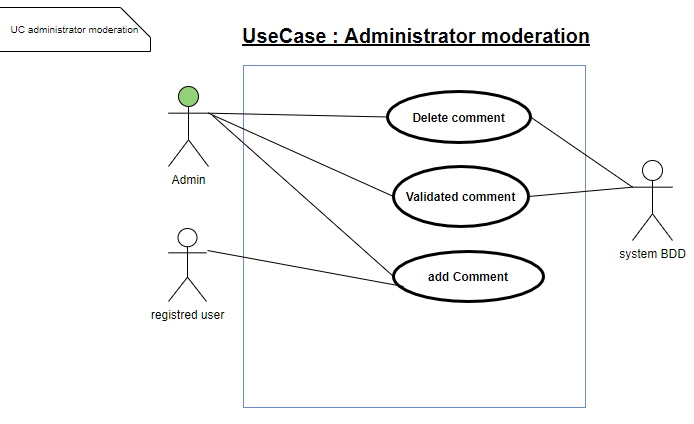 UC administrator moderation
UseCase : Administrator moderation
Delete comment
Admin
Validated comment
system BDD
add Comment
registred user